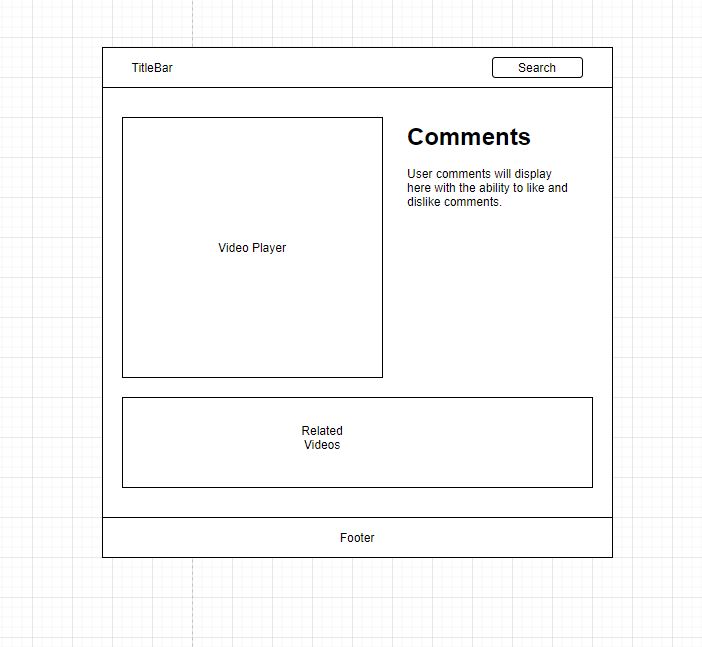 TitleBar
Search
Comments
User comments will display
here with the ability to like and
dislike comments.
Video Player
Related
Videos
Footer